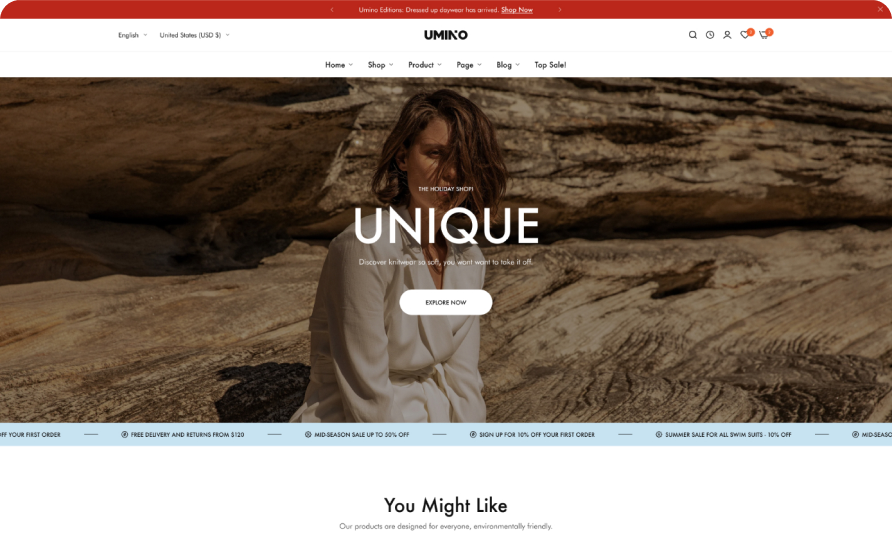 Umino Editions: Dressed up daywear has arrived. Shop Now
English
United States (USD $)
UMINO
Home
Shop
Product
Page
Blog
Top Sale!
THE HOLIDAY SHOP!
UNIQUE
Discover knitwear so soft, you want want to take it off.
EXPLORE NOW
OFF YOUR FIRST ORDER
FREE DELIVERY AND RETURNS FROM $120
MID-SEASON SALE UP TO 50% OFF
SIGN UP FOR 10% OFF YOUR FIRST ORDER
SUMMER SALE FOR ALL SWIM SUITS - 10% OFF
MID-SEASO
You Might Like
Our products are designed for everyone, environmentally friendly.